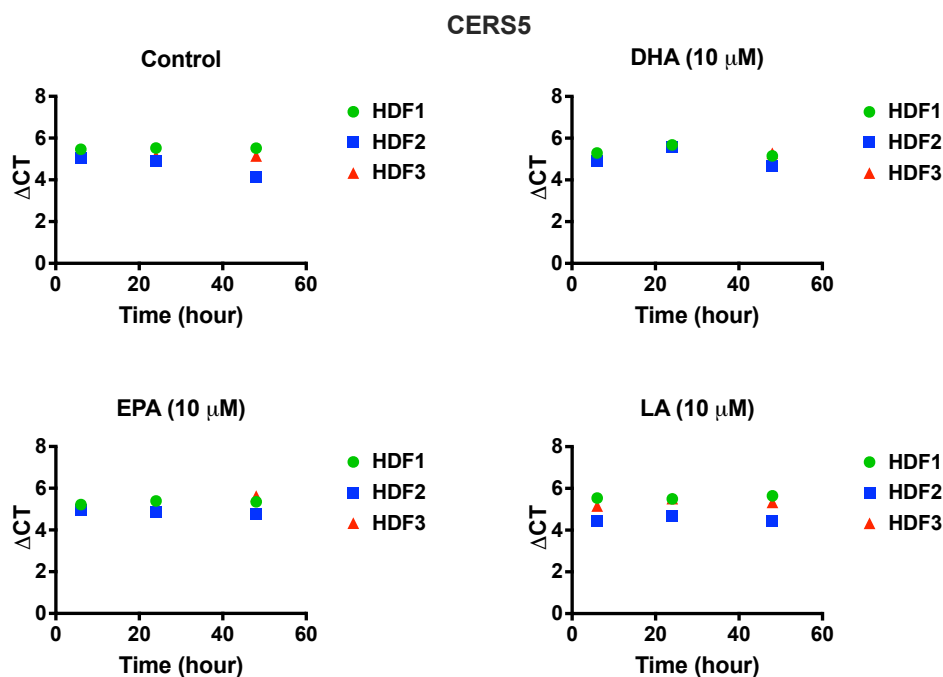 CERS5
Control
8
6
4
2
0
0 20 40 60
ΔCT
Time (hour)
HDF1
HDF2
HDF3
DHA (10 μM)
8
6
4
2
0
0 20 40 60
ΔCT
Time (hour)
HDF1
HDF2
HDF3
EPA (10 μM)
8
6
4
2
0
0 20 40 60
ΔCT
Time (hour)
HDF1
HDF2
HDF3
LA (10 μM)
8
6
4
2
0
0 20 40 60
ΔCT
Time (hour)
HDF1
HDF2
HDF3